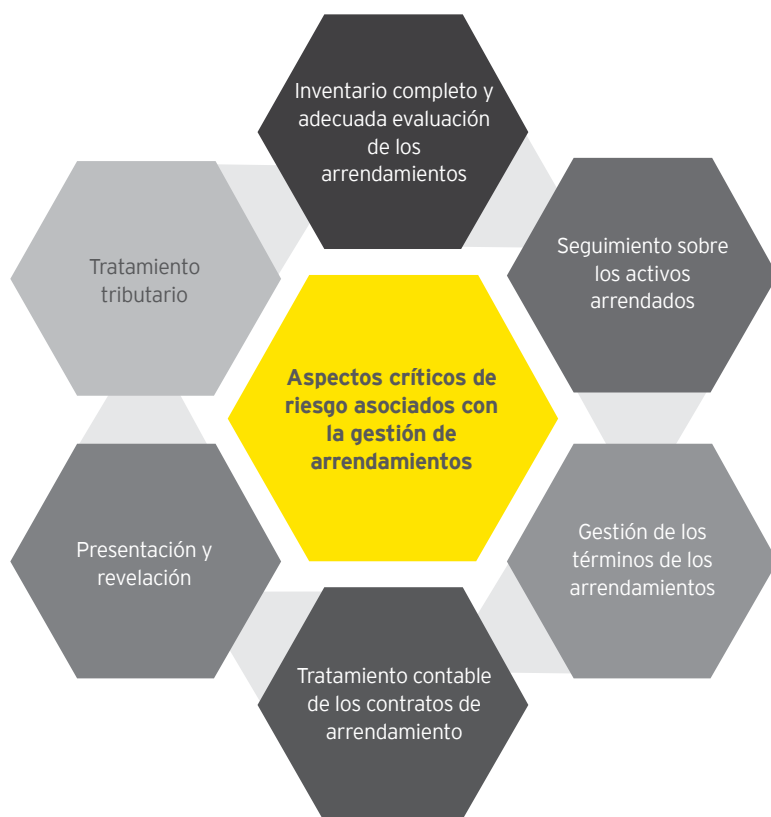 Inventario completo y
adecuada evaluación
de los
arrendamientos
Seguimiento sobre
los activos
arrendados
Gestión de los
términos de los
arrendamientos
Tratamiento contable
de los contratos de
arrendamiento
Presentación y
revelación
Tratamiento
tributario
Aspectos críticos de
riesgo asociados con
la gestión de
arrendamientos